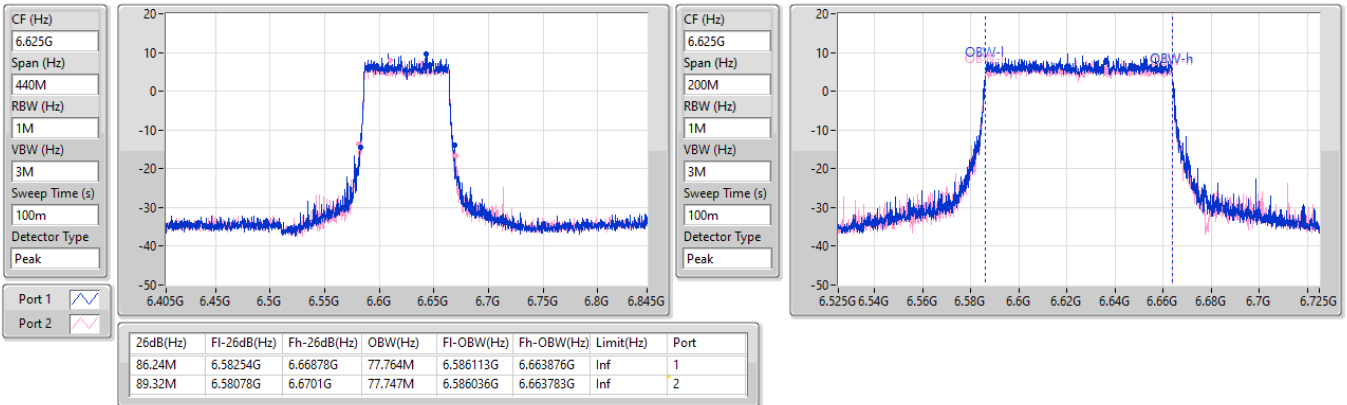 CF (Hz)
6.625G
Span (Hz)
440M
RBW (Hz)
1M
VBW (Hz)
3M
Sweep Time (s)
100m
Detector Type
Peak
Port 1
Port 2
20
10
0
-10
-20
-30
-40
-50
6.405G 6.45G 6.5G 6.55G 6.6G 6.65G 6.7G 6.75G 6.8G 6.845G
CF (Hz)
6.625G
Span (Hz)
200M
RBW (Hz)
1M
VBW (Hz)
3M
Sweep Time (s)
100m
Detector Type
Peak
20
10
0
-10
-20
-30
-40
-50
OBW-l
OBW-h
6.525G 6.54G 6.56G 6.58G 6.6G 6.62G 6.64G 6.66G 6.68G 6.7G 6.725G
26dB(Hz) Fl-26dB(Hz) Fh-26dB(Hz) OBW(Hz) Fl-OBW(Hz) Fh-OBW(Hz) Limit(Hz) Port
86.24M 6.58254G 6.66878G 77.764M 6.586113G 6.663876G Inf 1
89.32M 6.58078G 6.6701G 77.747M 6.586036G 6.663783G Inf 2